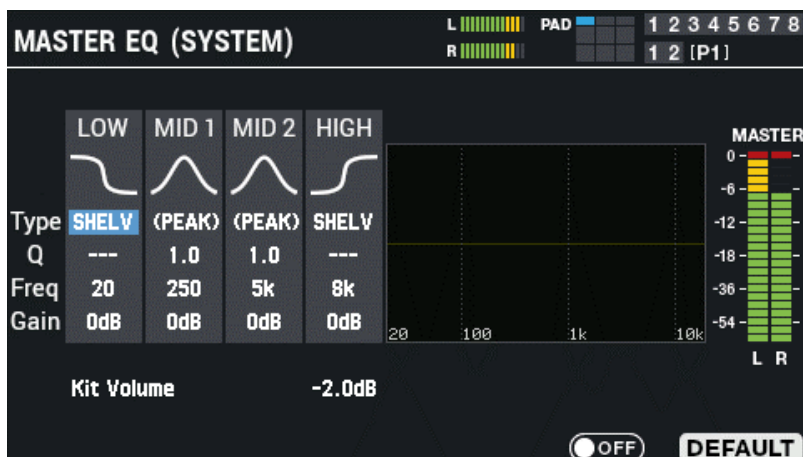 MASTER EQ (SYSTEM)
L
R
PAD
1 2 3 4 5 6 7 8
1 2 [P1]
LOW MID 1 MID 2 HIGH
Type SHELV (PEAK) (PEAK) SHELV
Q --- 1.0 1.0 ---
Freq 20 250 5k 8k
Gain 0dB 0dB 0dB 0dB
20 100 1k 10k
MASTER
0
-6
-12
-18
-36
-54
L R
Kit Volume -2.0dB
OFF DEFAULT